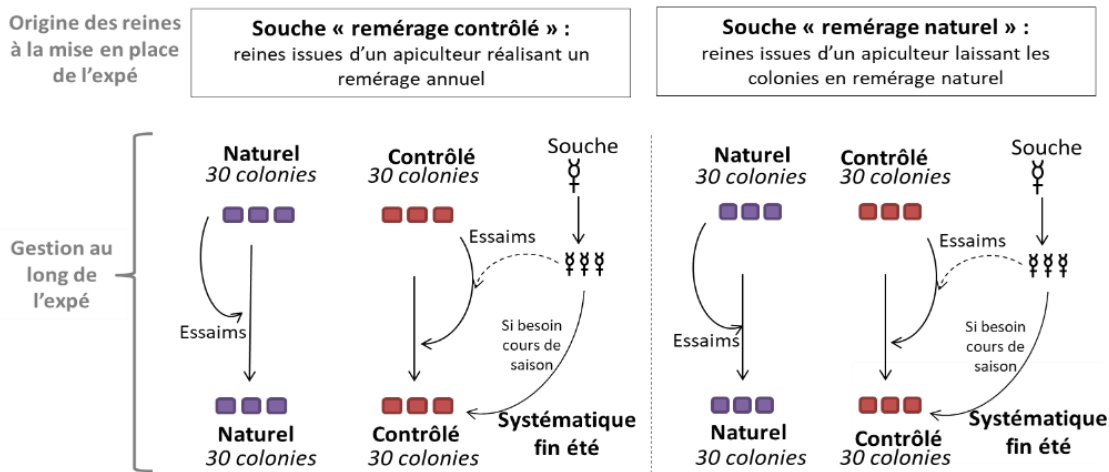 Origine des reines
à la mise en place
de l'expé
Souche « remérage contrôlé » :
reines issues d'un apiculteur réalisant un
remérage annuel
Souche « remérage naturel » :
reines issues d'un apiculteur laissant les
colonies en remérage naturel
Gestion au
long de
l'expé
Naturel
30 colonies
Contrôlé
30 colonies
Souche
Essaims
Essaims
Si besoin
cours de
saison
Naturel
30 colonies
Contrôlé
30 colonies
Systématique
fin été
Naturel
30 colonies
Contrôlé
30 colonies
Souche
Essaims
Essaims
Si besoin
cours de
saison
Naturel
30 colonies
Contrôlé
30 colonies
Systématique
fin été